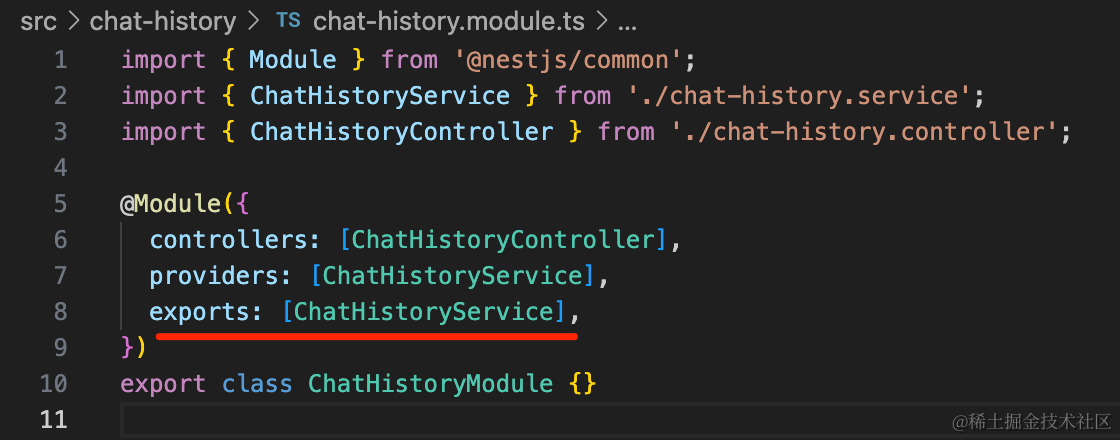 src > chat-history > TS chat-history.module.ts > ...
1 import { Module } from '@nestjs/common';
2 import { ChatHistoryService } from './chat-history.service';
3 import { ChatHistoryController } from './chat-history.controller';
4
5 @Module({
6   controllers: [ChatHistoryController],
7   providers: [ChatHistoryService],
8   exports: [ChatHistoryService],
9 })
10 export class ChatHistoryModule {}
11
@稀土掘金技术社区